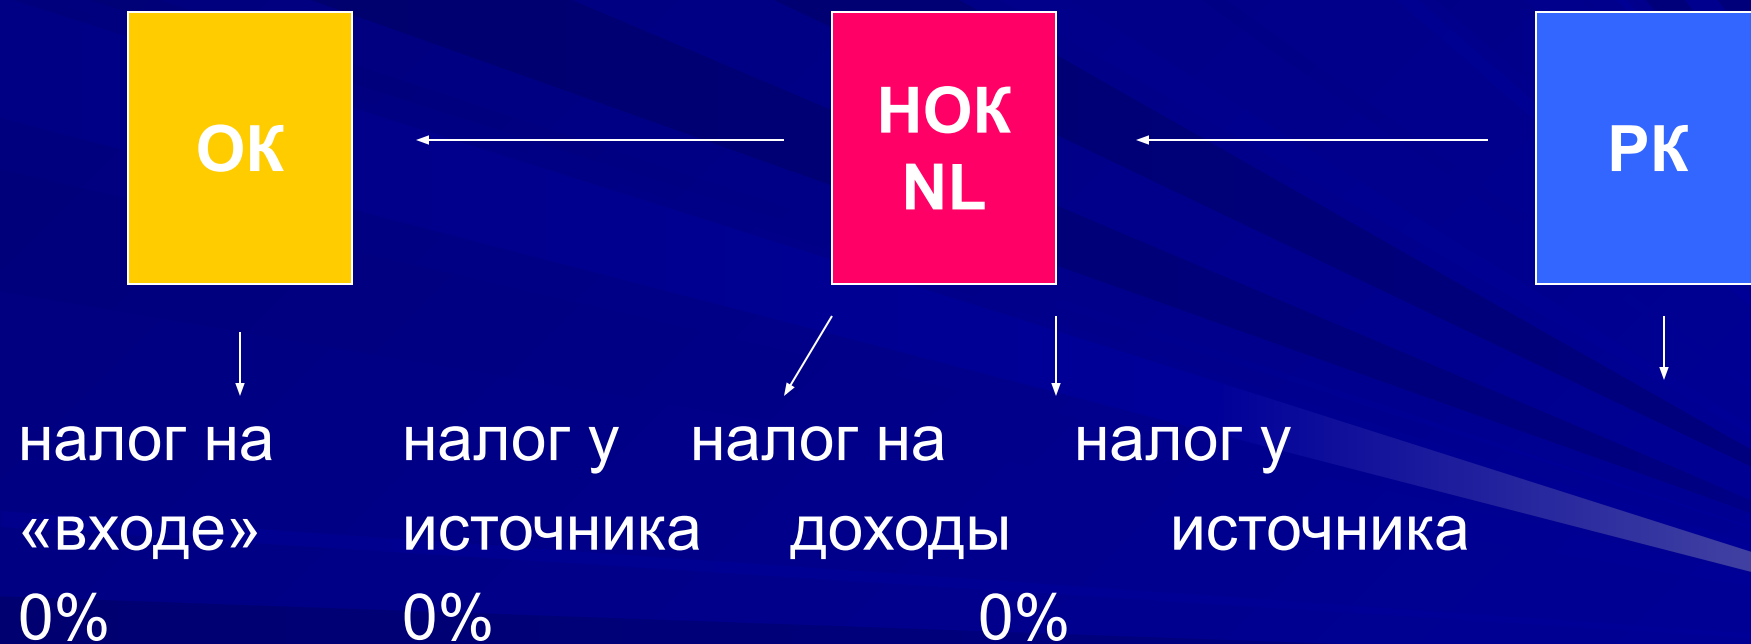 ОК
НОК
NL
РК
налог на налог у налог на налог у
«входе» источника доходы источника
0% 0% 0%